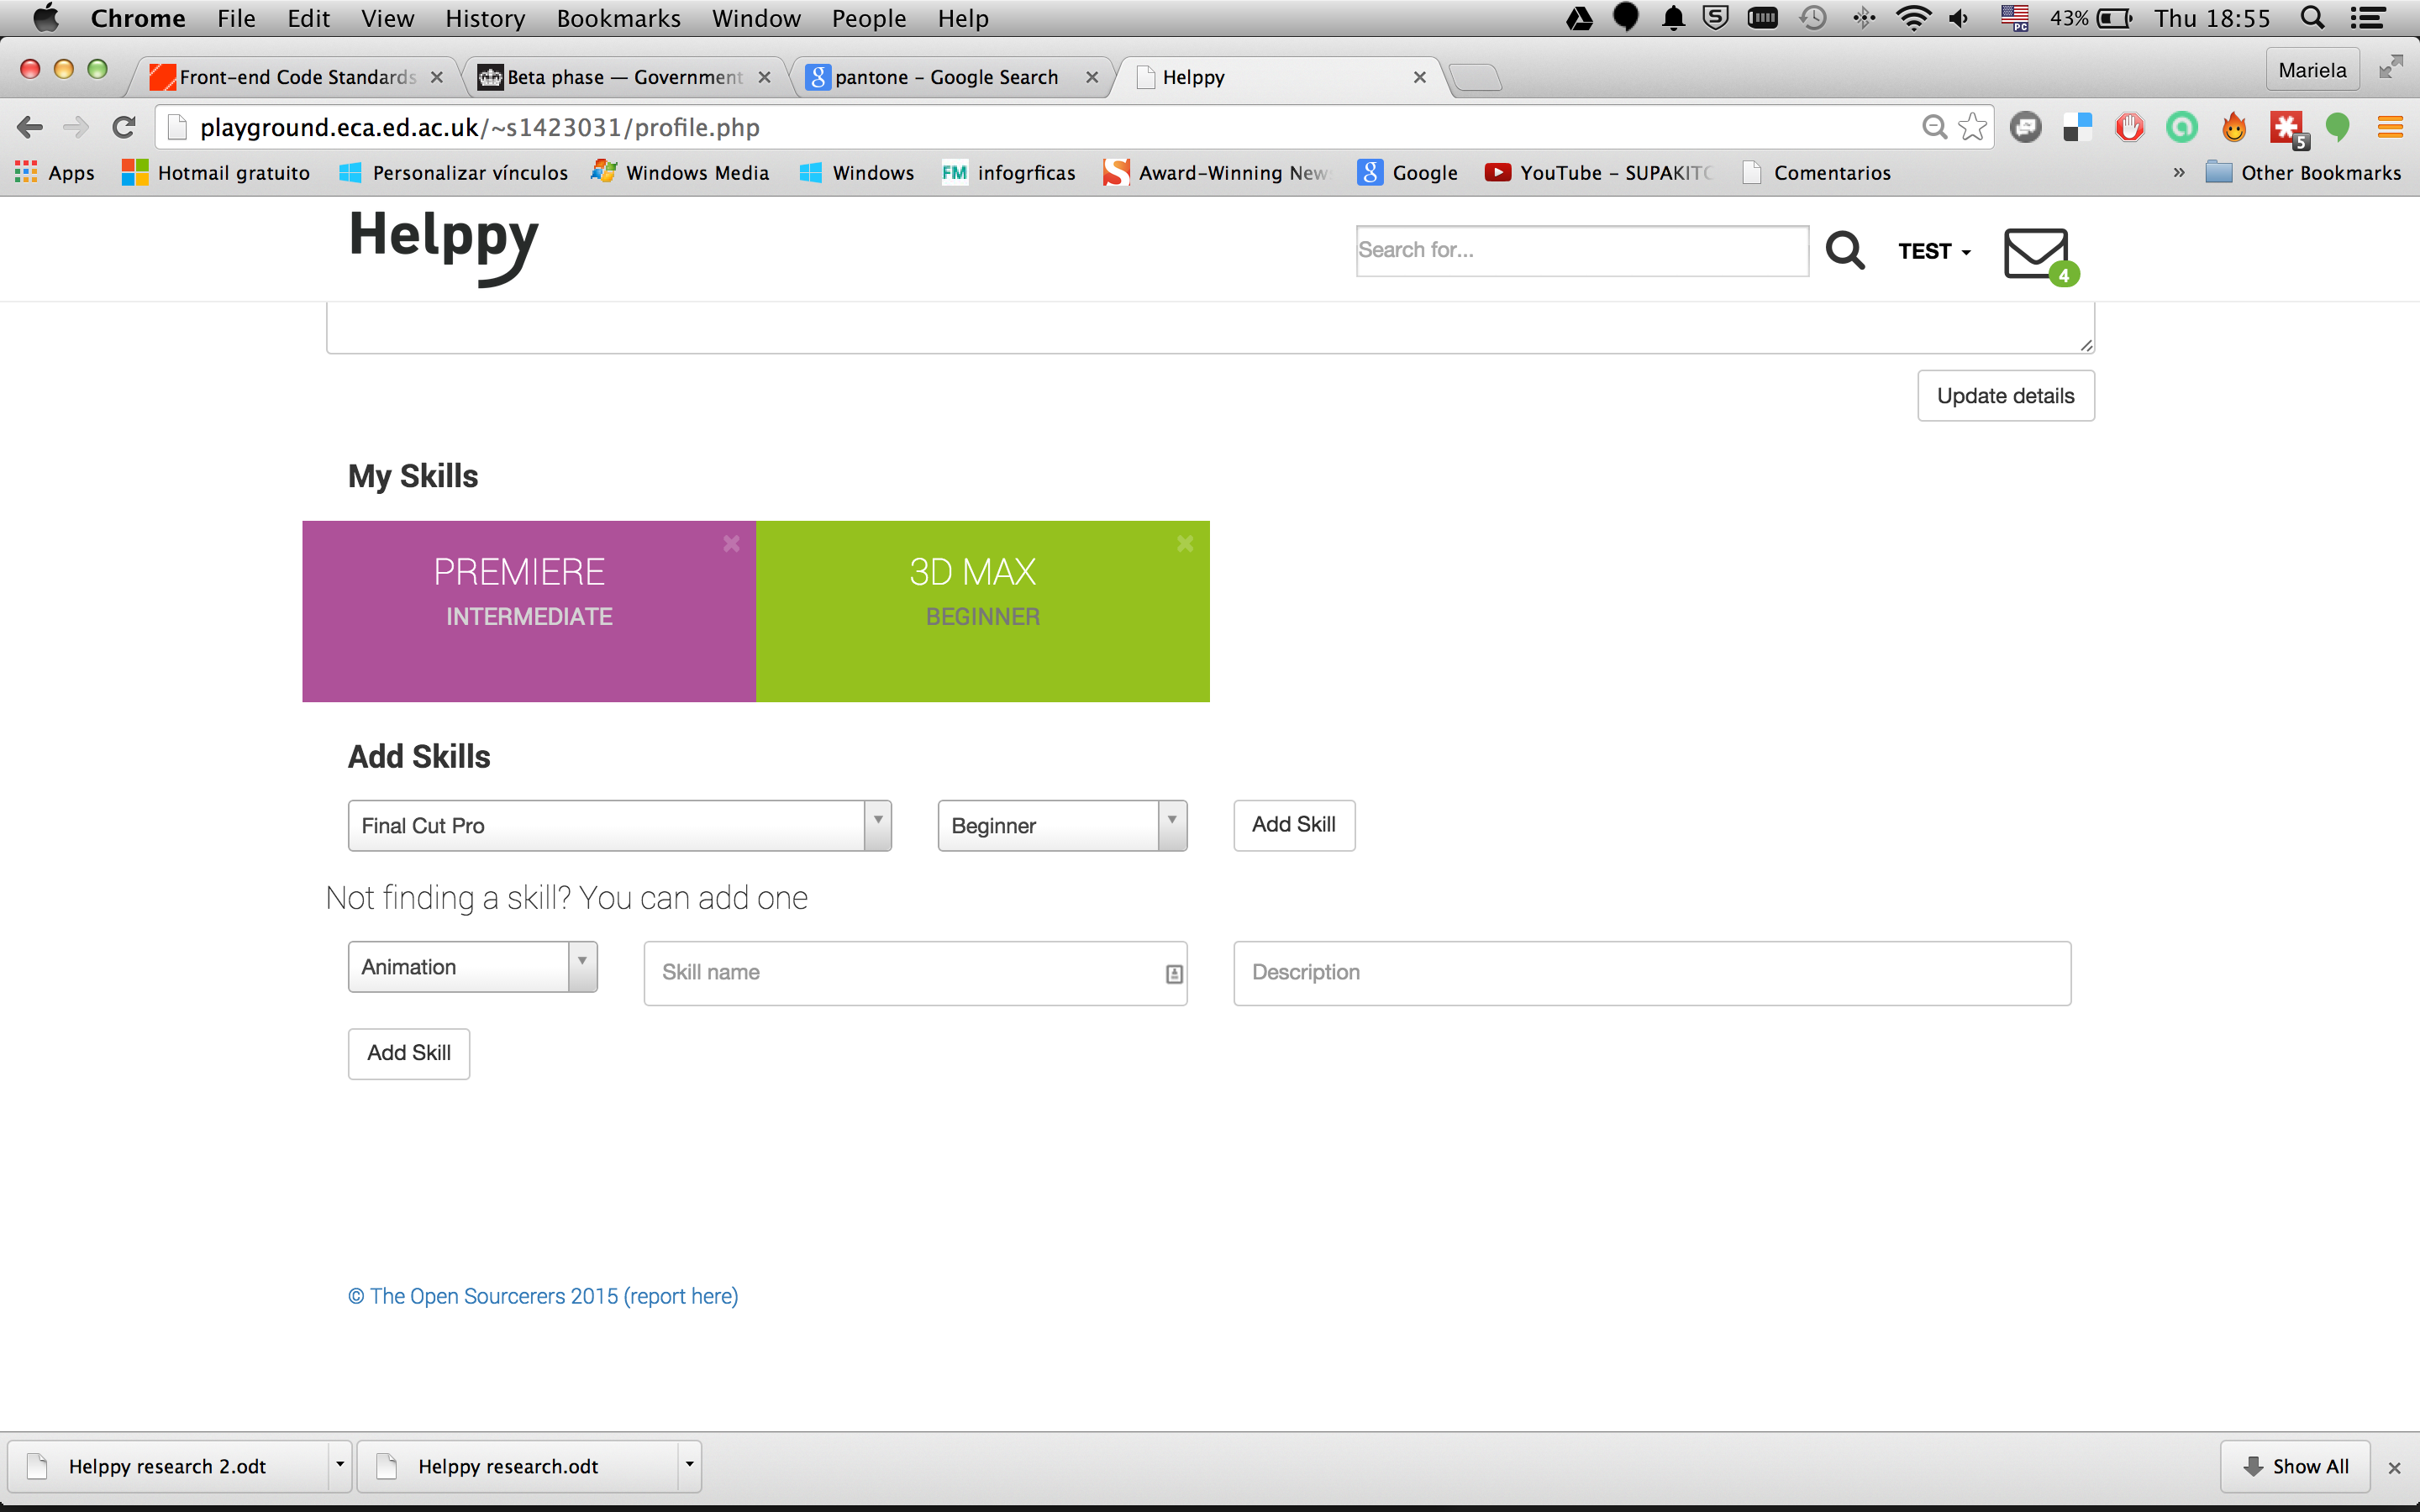 Chrome File Edit View History Bookmarks Window People Help 43% Thu 18:55
Front-end Code Standards Beta phase — Government pantone - Google Search Helppy Mariela
playground.eca.ed.ac.uk/~s1423031/profile.php 5
Apps Hotmail gratuito Personalizar vínculos Windows Media Windows FM infogrficas Award-Winning New Google YouTube - SUPAKITC Comentarios » Other Bookmarks
Helppy Search for... TEST 4
Update details
My Skills
PREMIERE 3D MAX
INTERMEDIATE BEGINNER
Add Skills
Final Cut Pro Beginner Add Skill
Not finding a skill? You can add one
Animation Skill name Description
Add Skill
© The Open Sourcerers 2015 (report here)
Helppy research 2.odt Helppy research.odt Show All